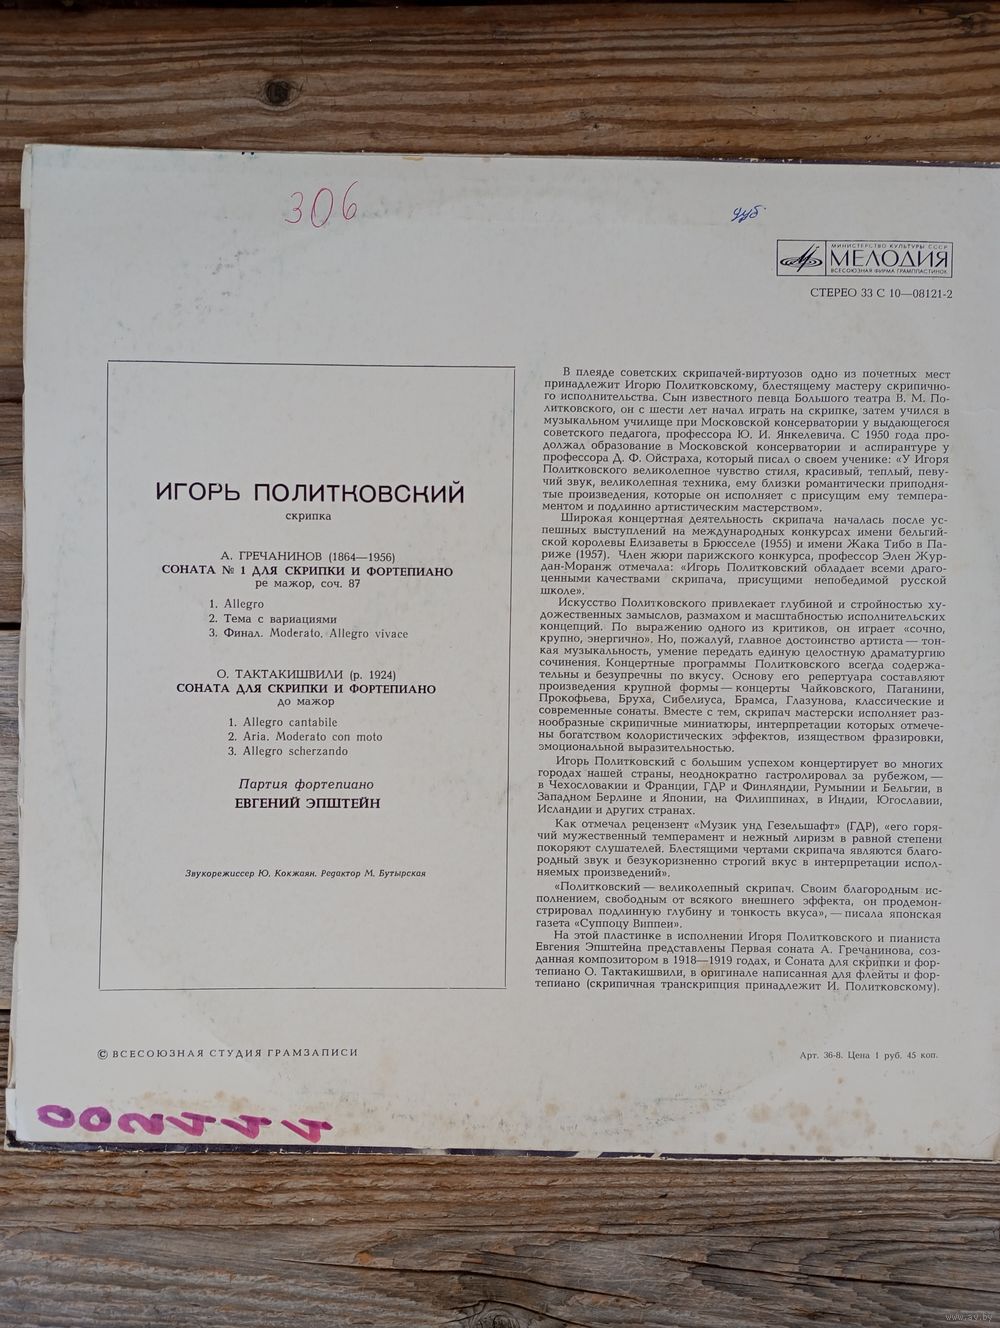 306
дуб.
МИНИСТЕРСТВО КУЛЬТУРЫ СССР
МЕЛОДИЯ
ВСЕСОЮЗНАЯ ФИРМА ГРАМПЛАСТИНОК
СТЕРЕО 33 С 10—08121-2
ИГОРЬ ПОЛИТКОВСКИЙ
скрипка
А. ГРЕЧАНИНОВ (1864—1956)
СОНАТА № 1 ДЛЯ СКРИПКИ И ФОРТЕПИАНО
ре мажор, соч. 87
1. Allegro
2. Тема с вариациями
3. Финал. Moderato. Allegro vivace
О. ТАКТАКИШВИЛИ (р. 1924)
СОНАТА ДЛЯ СКРИПКИ И ФОРТЕПИАНО
до мажор
1. Allegro cantabile
2. Aria. Moderato con moto
3. Allegro scherzando
Партия фортепиано
ЕВГЕНИЙ ЭПШТЕЙН
Звукорежиссер Ю. Кокжаян. Редактор М. Бутырская
В плеяде советских скрипачей-виртуозов одно из почетных мест
принадлежит Игорю Политковскому, блестящему мастеру скрипично-
го исполнительства. Сын известного певца Большого театра В. М. По-
литковского, он с шести лет начал играть на скрипке, затем учился в
музыкальном училище при Московской консерватории у выдающегося
советского педагога, профессора Ю. И. Янкелевича. С 1950 года про-
должал образование в Московской консерватории и аспирантуре у
профессора Д. Ф. Ойстраха, который писал о своем ученике: «У Игоря
Политковского великолепное чувство стиля, красивый, теплый, певу-
чий звук, великолепная техника, ему близки романтически приподня-
тые произведения, которые он исполняет с присущим ему темпера-
ментом и подлинно артистическим мастерством».
Широкая концертная деятельность скрипача началась после ус-
пешных выступлений на международных конкурсах имени бельгий-
ской королевы Елизаветы в Брюсселе (1955) и имени Жака Тибо в Па-
риже (1957). Член жюри парижского конкурса, профессор Элен Жур-
дан-Моранж отмечала: «Игорь Политковский обладает всеми драго-
ценными качествами скрипача, присущими непобедимой русской
школе».
Искусство Политковского привлекает глубиной и стройностью ху-
дожественных замыслов, размахом и масштабностью исполнительских
концепций. По выражению одного из критиков, он играет «сочно,
крупно, энергично». Но, пожалуй, главное достоинство артиста — тон-
кая музыкальность, умение передать единую целостную драматургию
сочинения. Концертные программы Политковского всегда содержа-
тельны и безупречны по вкусу. Основу его репертуара составляют
произведения крупной формы — концерты Чайковского, Паганини,
Прокофьева, Бруха, Сибелиуса, Брамса, Глазунова, классические и
современные сонаты. Вместе с тем, скрипач мастерски исполняет раз-
нообразные скрипичные миниатюры, интерпретации которых отмече-
ны богатством колористических эффектов, изяществом фразировки,
эмоциональной выразительностью.
Игорь Политковский с большим успехом концертирует во многих
городах нашей страны, неоднократно гастролировал за рубежом, —
в Чехословакии и Франции, ГДР и Финляндии, Румынии и Бельгии, в
Западном Берлине и Японии, на Филиппинах, в Индии, Югославии,
Исландии и других странах.
Как отмечал рецензент «Музик унд Гезельшафт» (ГДР), «его горя-
чий мужественный темперамент и нежный лиризм в равной степени
покоряют слушателей. Блестящими чертами скрипача являются благо-
родный звук и безукоризненно строгий вкус в интерпретации испол-
няемых произведений».
«Политковский — великолепный скрипач. Своим благородным ис-
полнением, свободным от всякого внешнего эффекта, он продемон-
стрировал подлинную глубину и тонкость вкуса», — писала японская
газета «Суппоцу Виппеи».
На этой пластинке в исполнении Игоря Политковского и пианиста
Евгения Эпштейна представлены Первая соната А. Гречанинова, соз-
данная композитором в 1918—1919 годах, и Соната для скрипки и фор-
тепиано О. Тактакишвили, в оригинале написанная для флейты и фор-
тепиано (скрипичная транскрипция принадлежит И. Политковскому).
© ВСЕСОЮЗНАЯ СТУДИЯ ГРАМЗАПИСИ
Арт. 36-8. Цена 1 руб. 45 коп.
www.ay.by